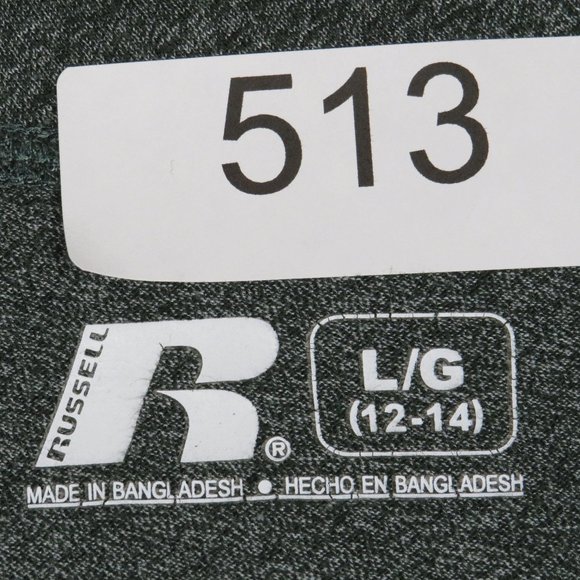 513
RUSSELL
R®
L/G
(12-14)
MADE IN BANGLADESH • HECHO EN BANGLADESH